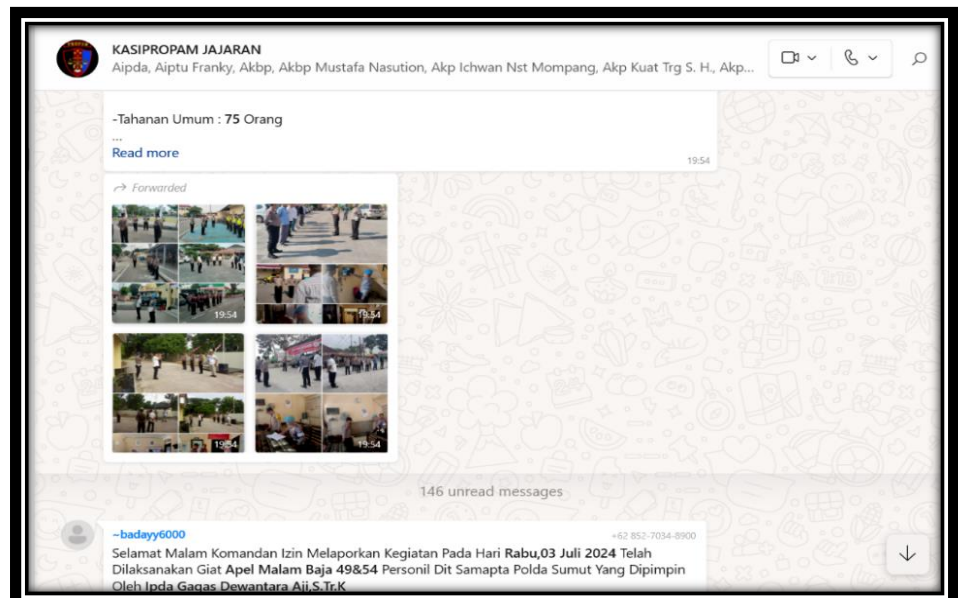 KASIPROPAM JAJARAN
Aipda, Aiptu Franky, Akbp, Akbp Mustafa Nasution, Akp Ichwan Nst Mompang, Akp Kuat Trg S. H., Akp...
-Tahanan Umum : 75 Orang
...
Read more
19:54
Forwarded
19:54
19:54
19:54
19:54
146 unread messages
~badayy6000
+62 852-7034-8900
Selamat Malam Komandan Izin Melaporkan Kegiatan Pada Hari Rabu,03 Juli 2024 Telah
Dilaksanakan Giat Apel Malam Baja 49&54 Personil Dit Samapta Polda Sumut Yang Dipimpin
Oleh Ipda Gagas Dewantara Aji,S.Tr.K